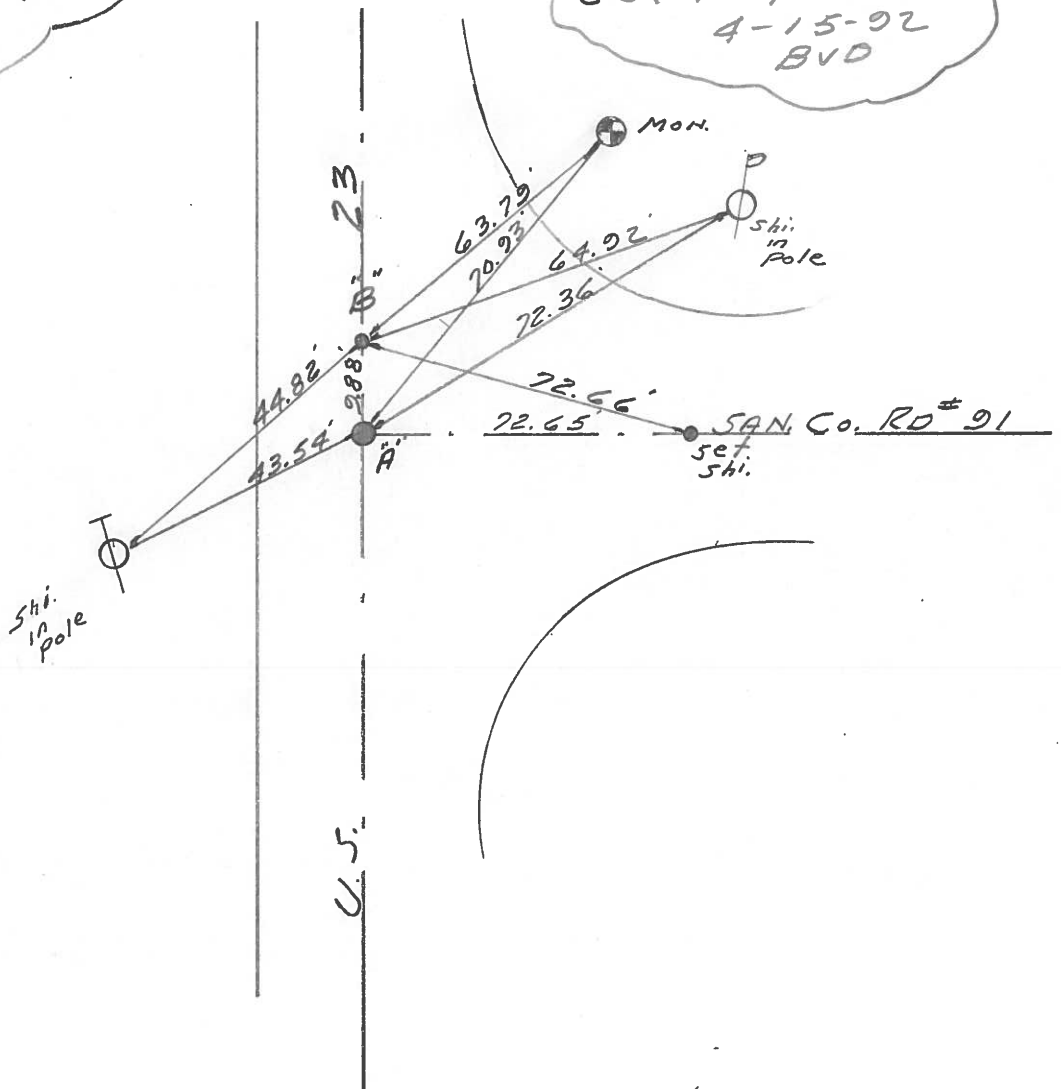 4-15-92
BVD
MON.
P
shi.
in
pole
63.79'
70.93'
64.92'
72.36'
U.S. 23
"B"
9.88'
44.82'
43.54'
"A"
72.66'
72.65'
SAN. Co. RD # 91
set
shi.
T
shi.
in
pole